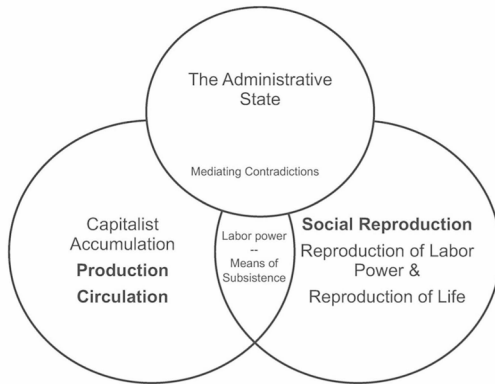 The Administrative
State
Mediating Contradictions
Capitalist
Accumulation
Production
Circulation
Labor power
--
Means of
Subsistence
Social Reproduction
Reproduction of Labor
Power &
Reproduction of Life